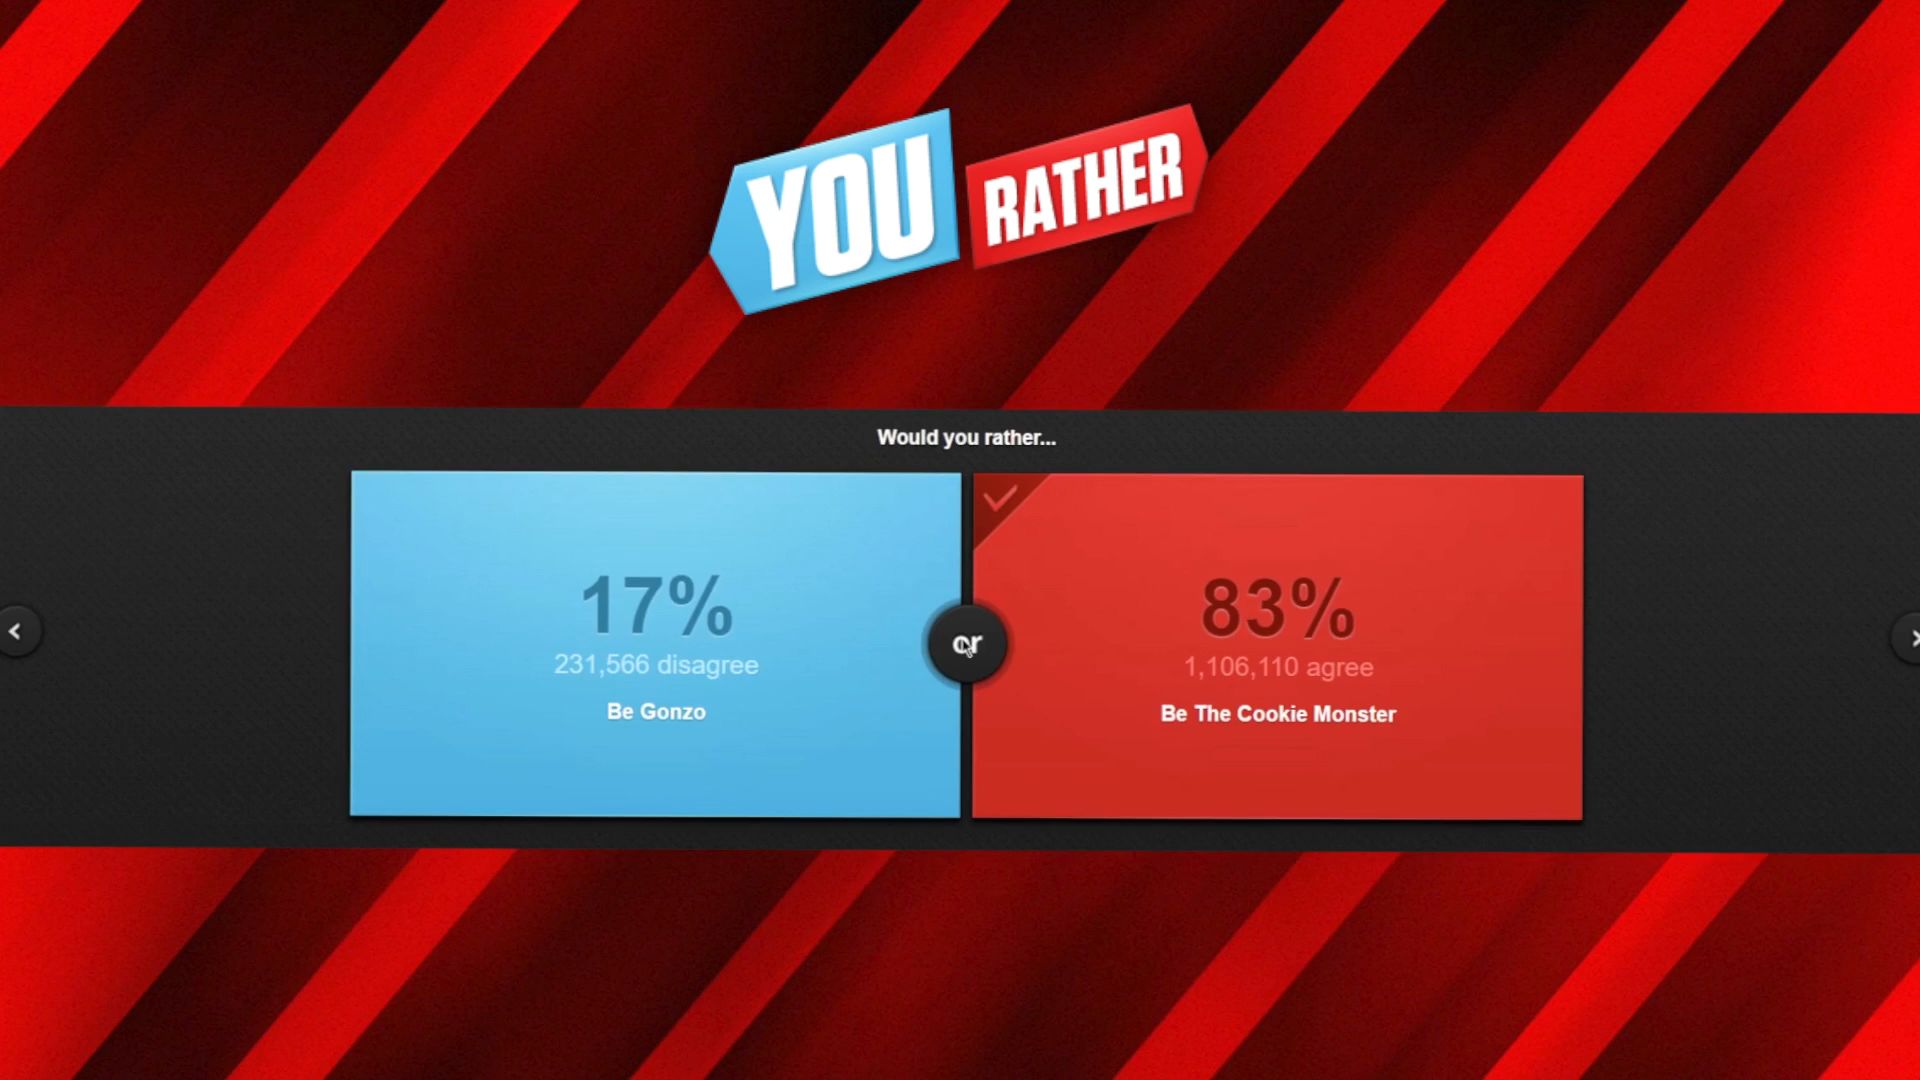 YOU RATHER
Would you rather...
17%
231,566 disagree
Be Gonzo
or
83%
1,106,110 agree
Be The Cookie Monster